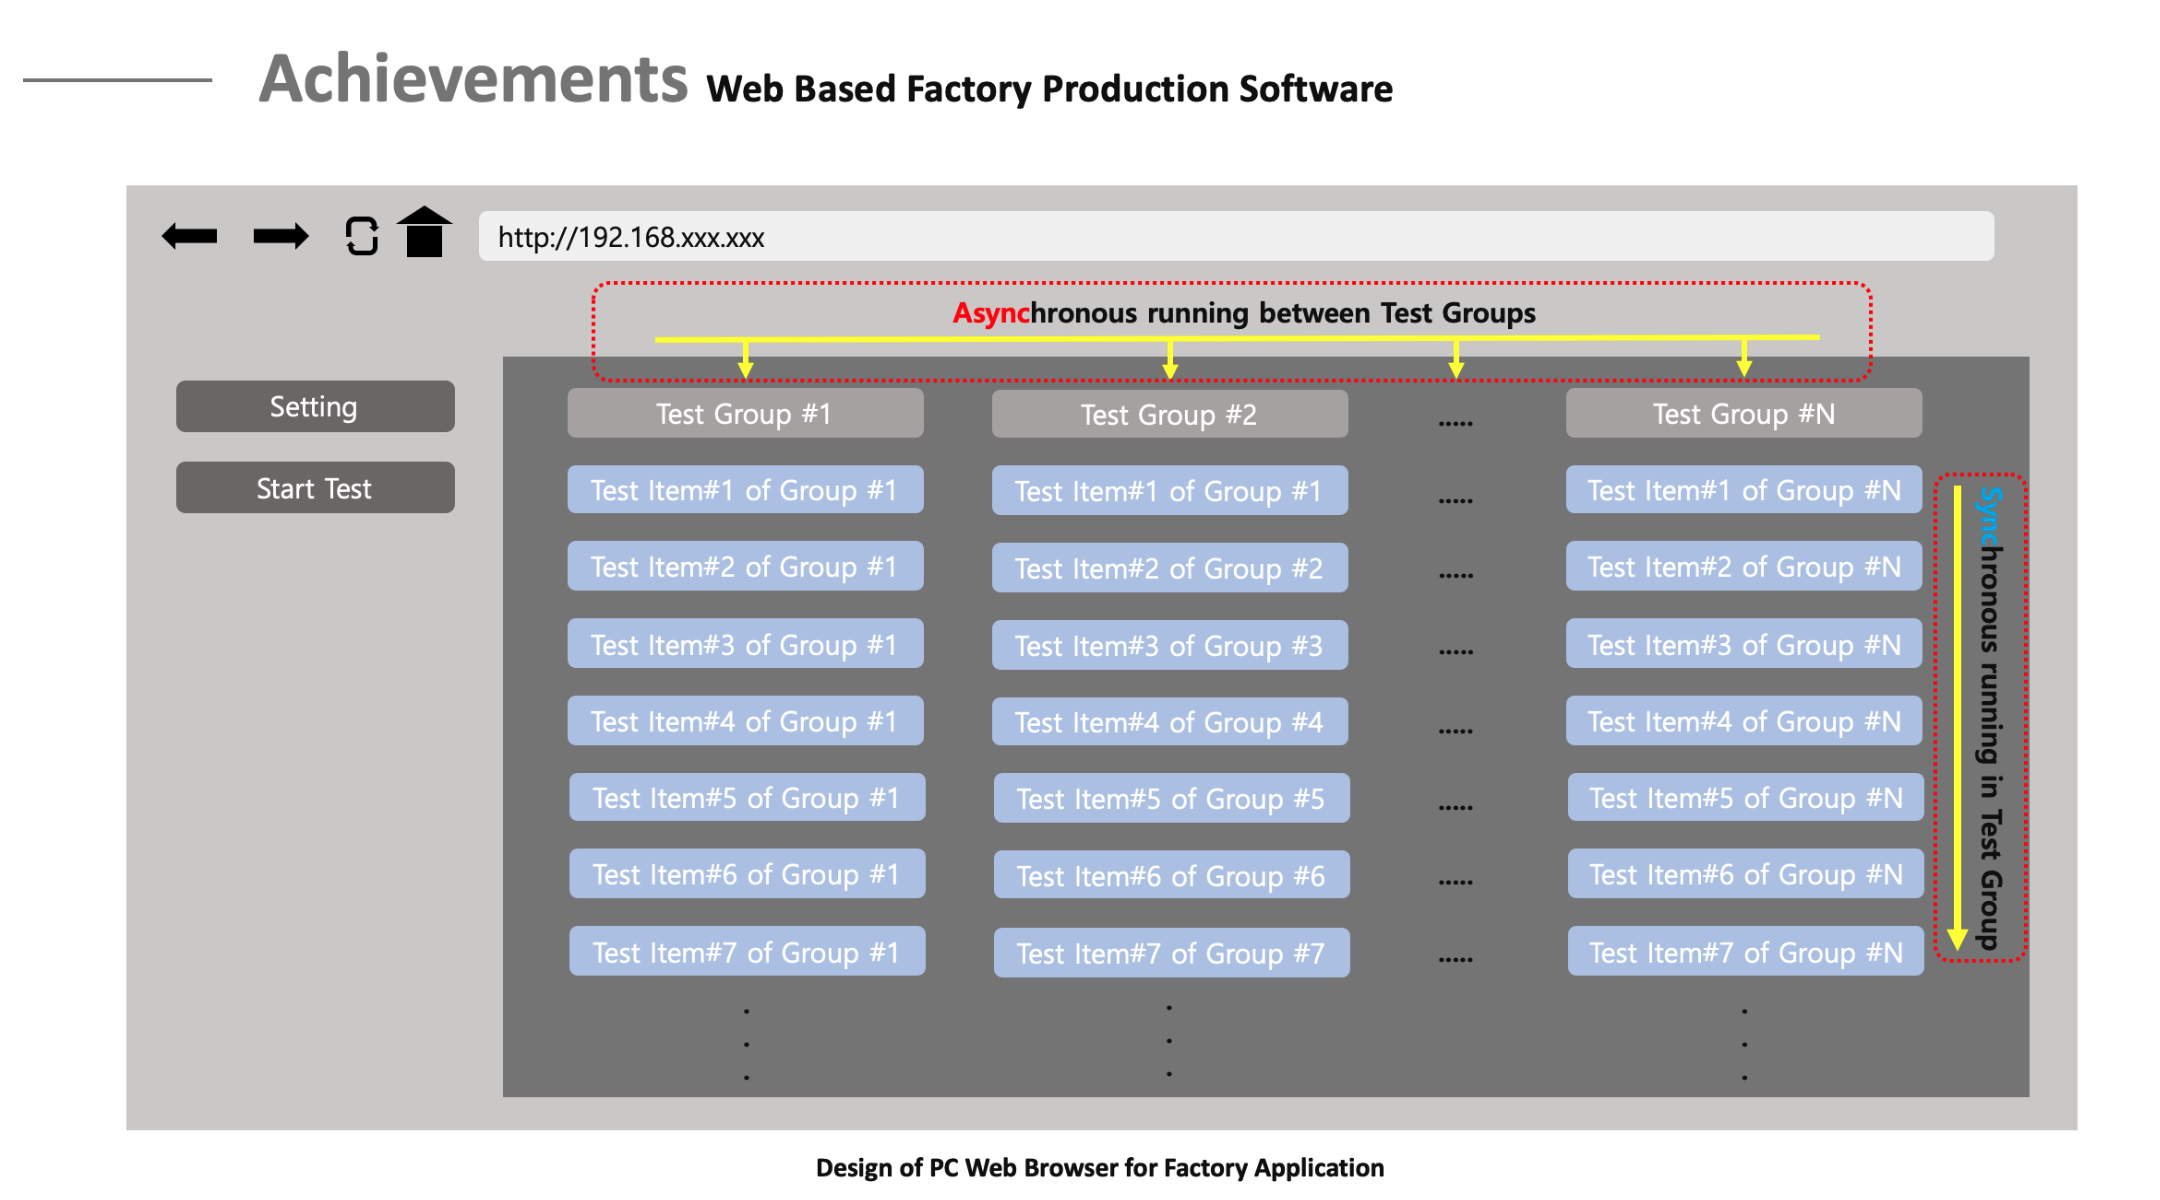 Achievements Web Based Factory Production Software
http://192.168.xxx.xxx
Asynchronous running between Test Groups
Setting
Start Test
Test Group #1 Test Group #2 ..... Test Group #N
Test Item#1 of Group #1 Test Item#1 of Group #1 ..... Test Item#1 of Group #N
Test Item#2 of Group #1 Test Item#2 of Group #2 ..... Test Item#2 of Group #N
Test Item#3 of Group #1 Test Item#3 of Group #3 ..... Test Item#3 of Group #N
Test Item#4 of Group #1 Test Item#4 of Group #4 ..... Test Item#4 of Group #N
Test Item#5 of Group #1 Test Item#5 of Group #5 ..... Test Item#5 of Group #N
Test Item#6 of Group #1 Test Item#6 of Group #6 ..... Test Item#6 of Group #N
Test Item#7 of Group #1 Test Item#7 of Group #7 ..... Test Item#7 of Group #N
. . .
. . .
. . .
Synchronous running in Test Group
Design of PC Web Browser for Factory Application